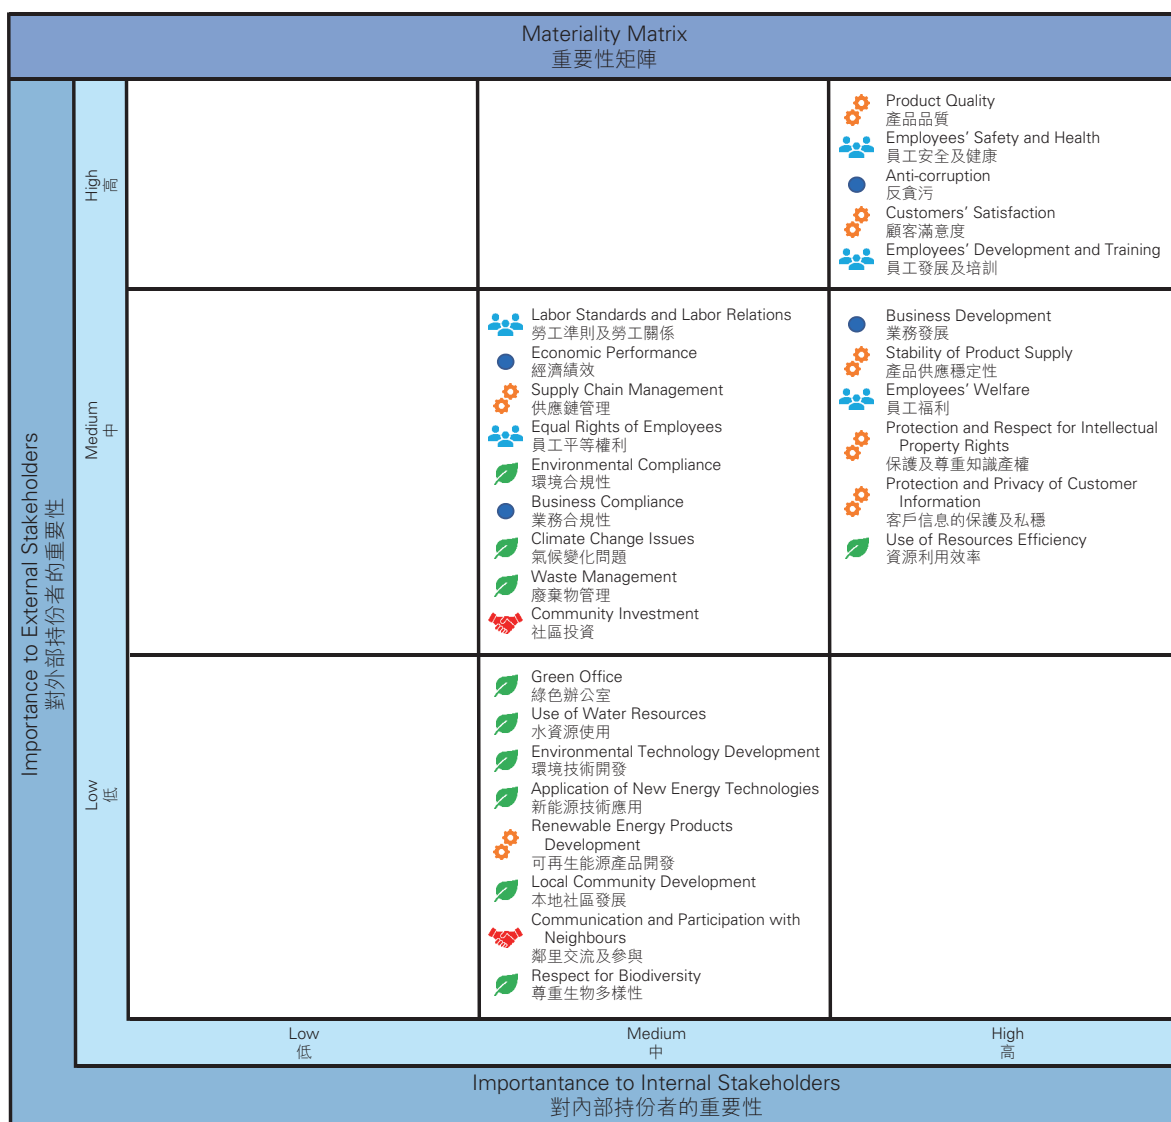 Materiality Matrix
重要性矩陣
Importance to External Stakeholders
對外部持份者的重要性
High
高
Product Quality
產品品質
Employees' Safety and Health
員工安全及健康
Anti-corruption
反貪污
Customers' Satisfaction
顧客滿意度
Employees' Development and Training
員工發展及培訓
Medium
中
Labor Standards and Labor Relations
勞工準則及勞工關係
Economic Performance
經濟績效
Supply Chain Management
供應鏈管理
Equal Rights of Employees
員工平等權利
Environmental Compliance
環境合規性
Business Compliance
業務合規性
Climate Change Issues
氣候變化問題
Waste Management
廢棄物管理
Community Investment
社區投資
Business Development
業務發展
Stability of Product Supply
產品供應穩定性
Employees' Welfare
員工福利
Protection and Respect for Intellectual
Property Rights
保護及尊重知識產權
Protection and Privacy of Customer
Information
客戶信息的保護及私穩
Use of Resources Efficiency
資源利用效率
Low
低
Green Office
綠色辦公室
Use of Water Resources
水資源使用
Environmental Technology Development
環境技術開發
Application of New Energy Technologies
新能源技術應用
Renewable Energy Products
Development
可再生能源產品開發
Local Community Development
本地社區發展
Communication and Participation with
Neighbours
鄰里交流及參與
Respect for Biodiversity
尊重生物多樣性
Low
低
Medium
中
High
高
Importantance to Internal Stakeholders
對內部持份者的重要性